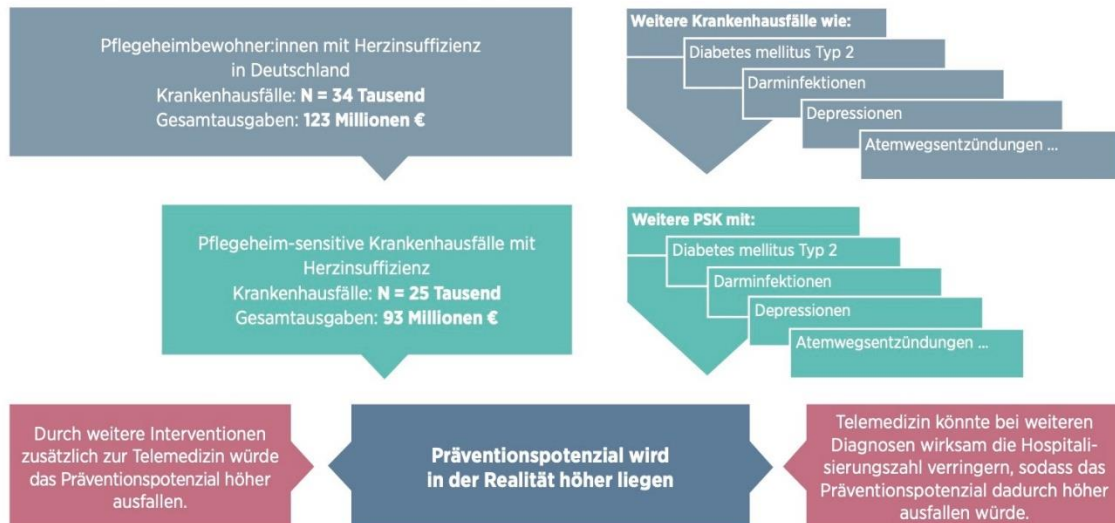 Pflegeheimbewohner:innen mit Herzinsuffizienz
in Deutschland
Krankenhausfälle: N = 34 Tausend
Gesamtausgaben: 123 Millionen €
Weitere Krankenhausfälle wie:
Diabetes mellitus Typ 2
Darminfektionen
Depressionen
Atemwegsentzündungen ...
Pflegeheim-sensitive Krankenhausfälle mit
Herzinsuffizienz
Krankenhausfälle: N = 25 Tausend
Gesamtausgaben: 93 Millionen €
Weitere PSK mit:
Diabetes mellitus Typ 2
Darminfektionen
Depressionen
Atemwegsentzündungen ...
Durch weitere Interventionen
zusätzlich zur Telemedizin würde
das Präventionspotenzial höher
ausfallen.
Präventionspotenzial wird
in der Realität höher liegen
Telemedizin könnte bei weiteren
Diagnosen wirksam die Hospitali-
sierungszahl verringern, sodass das
Präventionspotenzial dadurch höher
ausfallen würde.